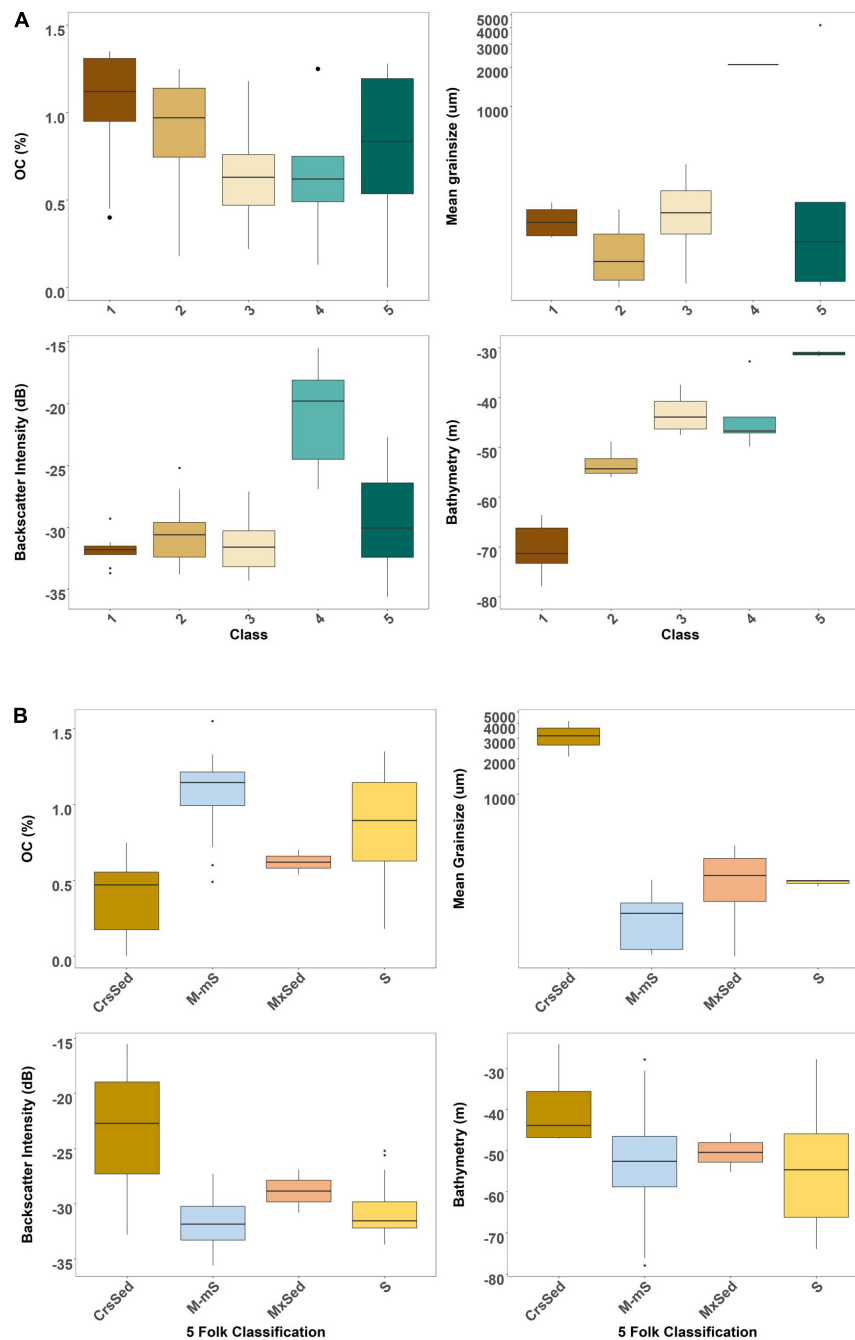 A
OC (%)
1.5
1.0
0.5
0.0
1 2 3 4 5
Mean grainsize (um)
5000
4000
3000
2000
1000
1 2 3 4 5
Backscatter Intensity (dB)
-15
-20
-25
-30
-35
1 2 3 4 5
Class
Bathymetry (m)
-30
-40
-50
-60
-70
-80
1 2 3 4 5
Class
B
OC (%)
1.5
1.0
0.5
0.0
CrsSed M-mS MxSed S
Mean Grainsize (um)
5000
4000
3000
2000
1000
CrsSed M-mS MxSed S
Backscatter Intensity (dB)
-15
-20
-25
-30
-35
CrsSed M-mS MxSed S
5 Folk Classification
Bathymetry (m)
-30
-40
-50
-60
-70
-80
CrsSed M-mS MxSed S
5 Folk Classification